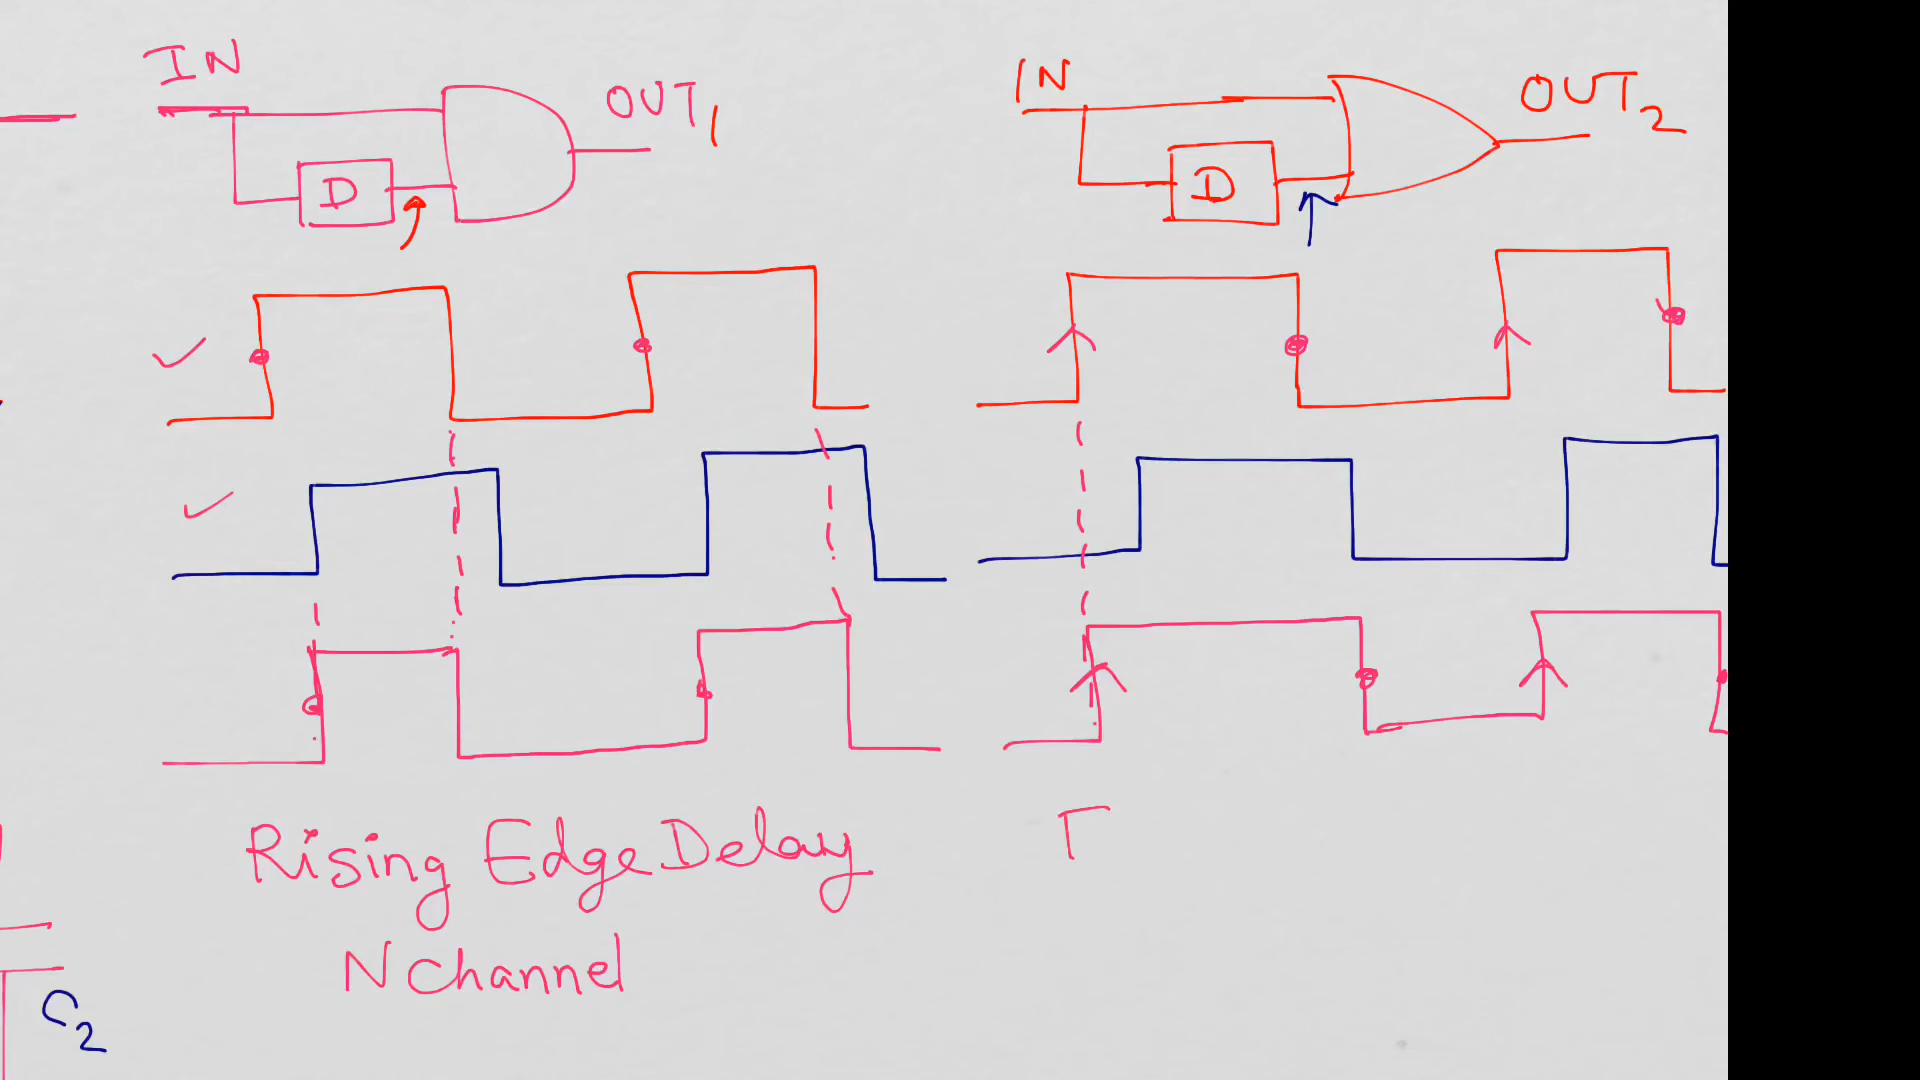 IN
OUT1
D
IN
OUT2
D
Rising Edge Delay
N Channel
C2